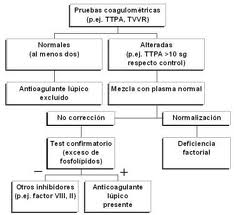 Pruebas coagulométricas
(p.ej. TTPA, TVVR)
Normales
(al menos dos)
Alteradas
(p.ej. TTPA >10 sg
respecto control)
Anticoagulante lúpico
excluido
Mezcla con plasma normal
No corrección
Normalización
Test confirmatorio
(exceso de
fosfolípidos)
Deficiencia
factorial
−
+
Otros inhibidores
(p.ej. factor VIII, II)
Anticoagulante
lúpico
presente